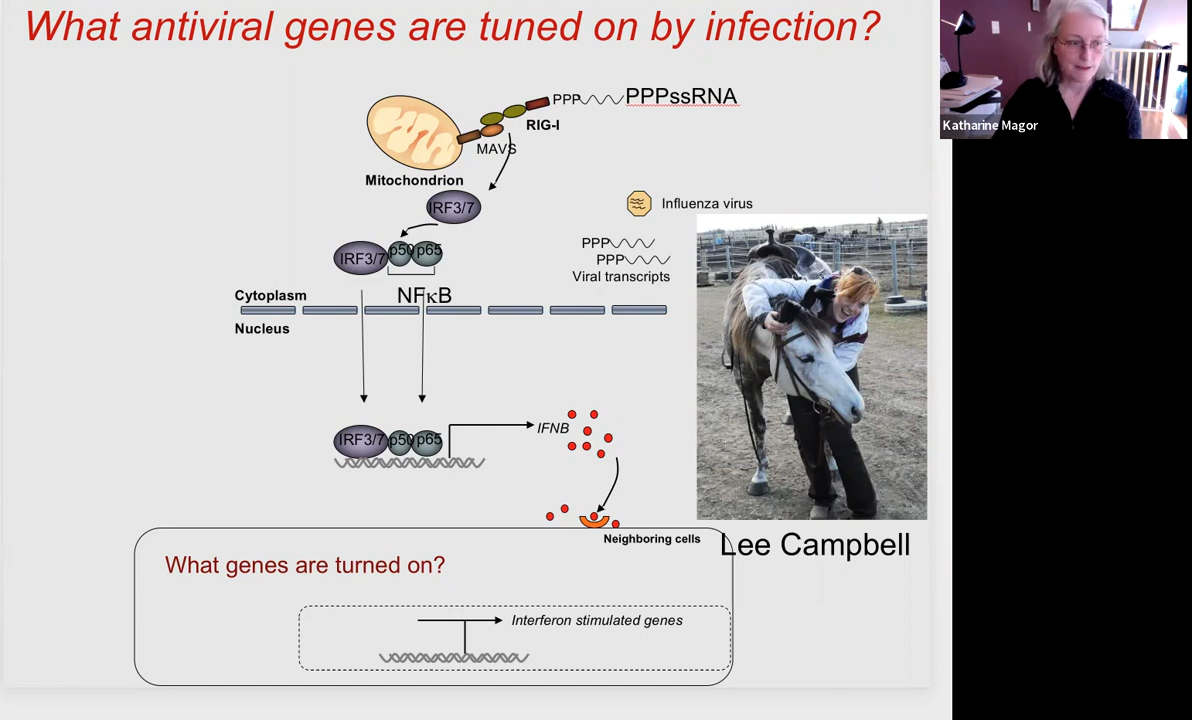 What antiviral genes are tuned on by infection?
PPP
PPPssRNA
RIG-I
MAVS
Mitochondrion
IRF3/7
Influenza virus
IRF3/7
p50
p65
PPP
PPP
Viral transcripts
NFκB
Cytoplasm
Nucleus
IRF3/7
p50
p65
IFNB
Neighboring cells
Lee Campbell
What genes are turned on?
Interferon stimulated genes
Katharine Magor